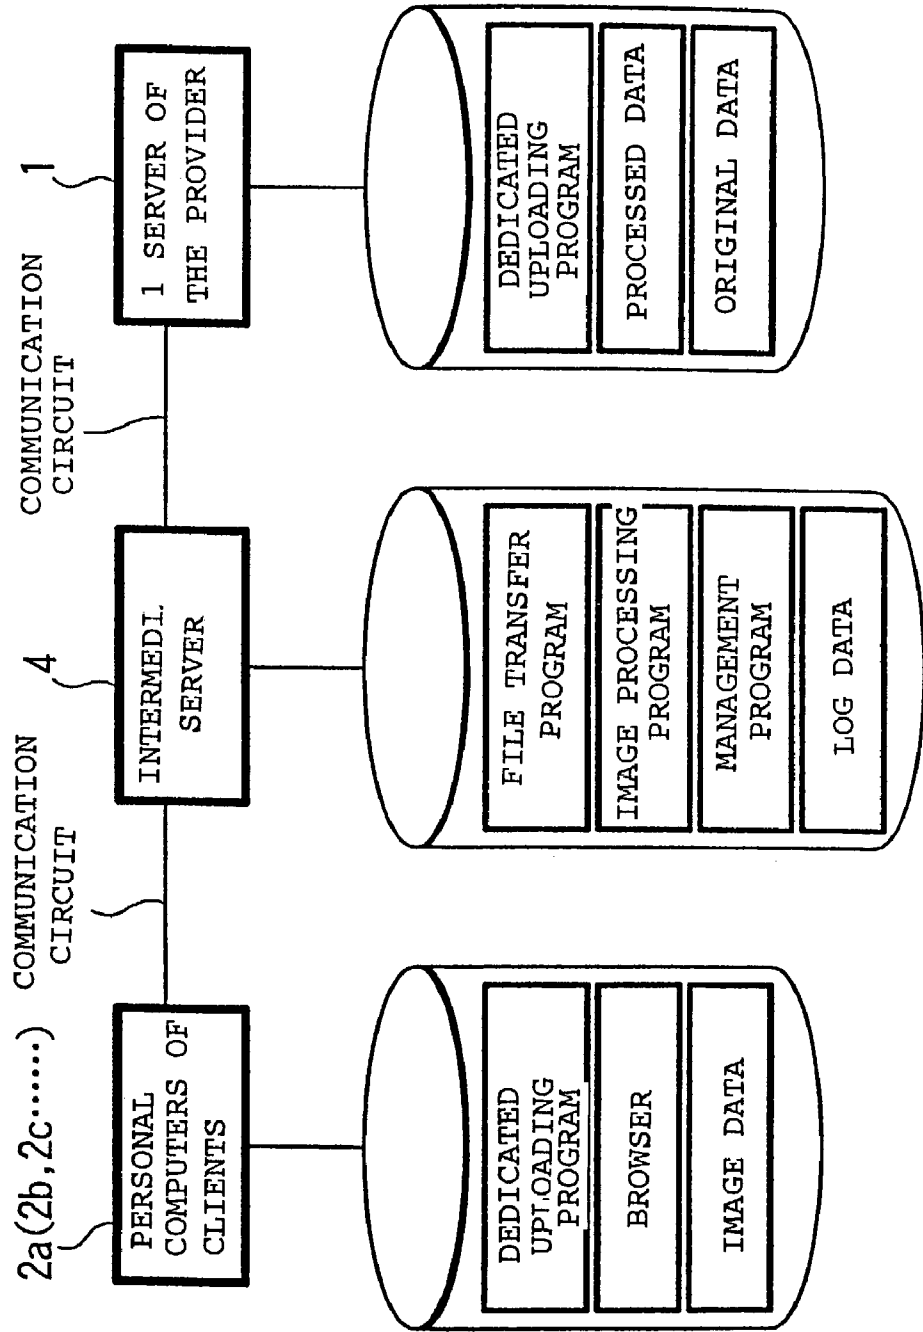 2a(2b,2c......)
COMMUNICATION
CIRCUIT
4
COMMUNICATION
CIRCUIT
1
PERSONAL
COMPUTERS OF
CLIENTS
INTERMEDI.
SERVER
1 SERVER OF
THE PROVIDER
DEDICATED
UPLOADING
PROGRAM
BROWSER
IMAGE DATA
FILE TRANSFER
PROGRAM
IMAGE PROCESSING
PROGRAM
MANAGEMENT
PROGRAM
LOG DATA
DEDICATED
UPLOADING
PROGRAM
PROCESSED DATA
ORIGINAL DATA